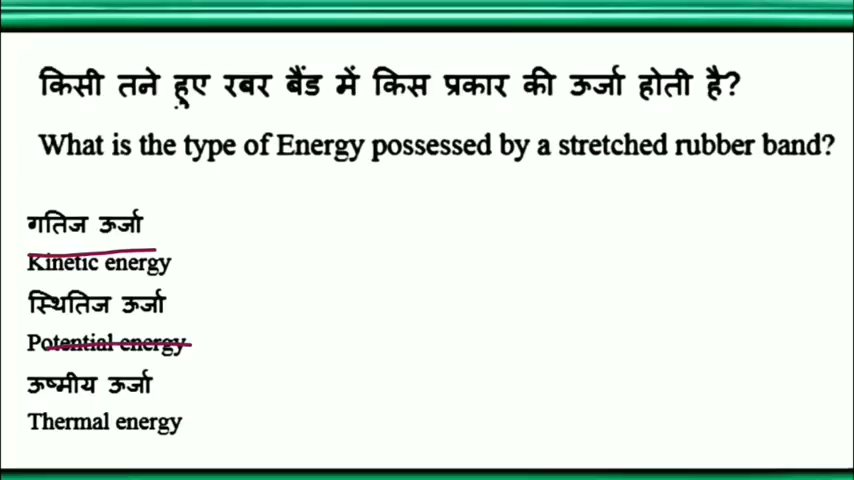 किसी तने हुए रबर बैंड में किस प्रकार की ऊर्जा होती है?
What is the type of Energy possessed by a stretched rubber band?
गतिज ऊर्जा
Kinetic energy
स्थितिज ऊर्जा
Potential energy
ऊष्मीय ऊर्जा
Thermal energy